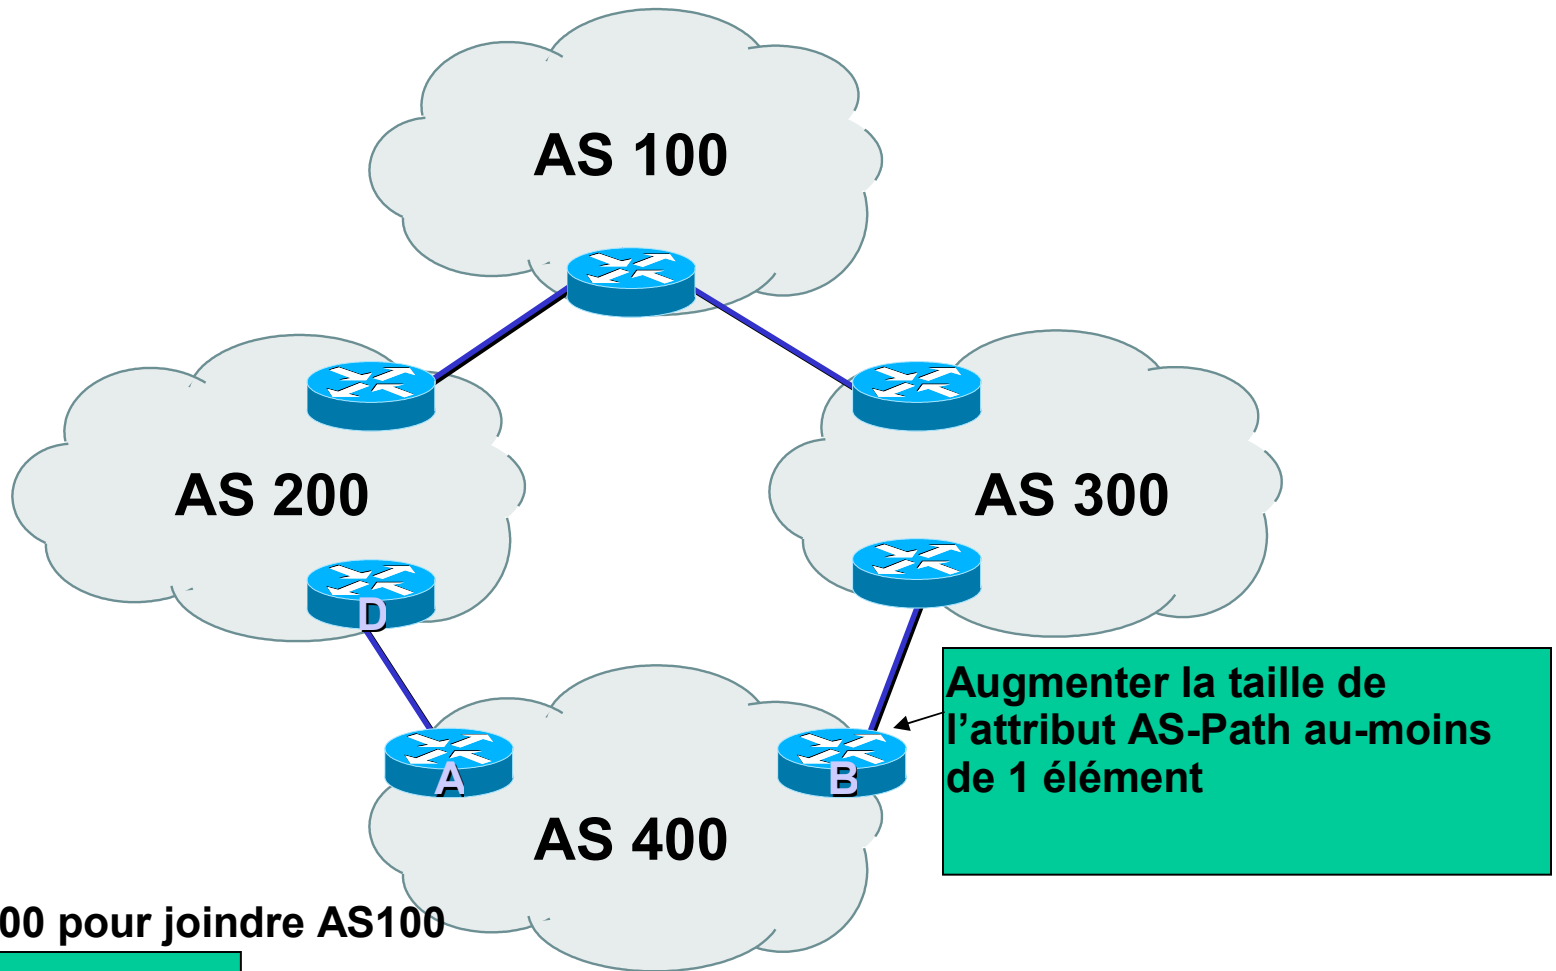 AS 100
AS 200
AS 300
D
Augmenter la taille de
l’attribut AS-Path au-moins
de 1 élément
A
B
AS 400
00 pour joindre AS100